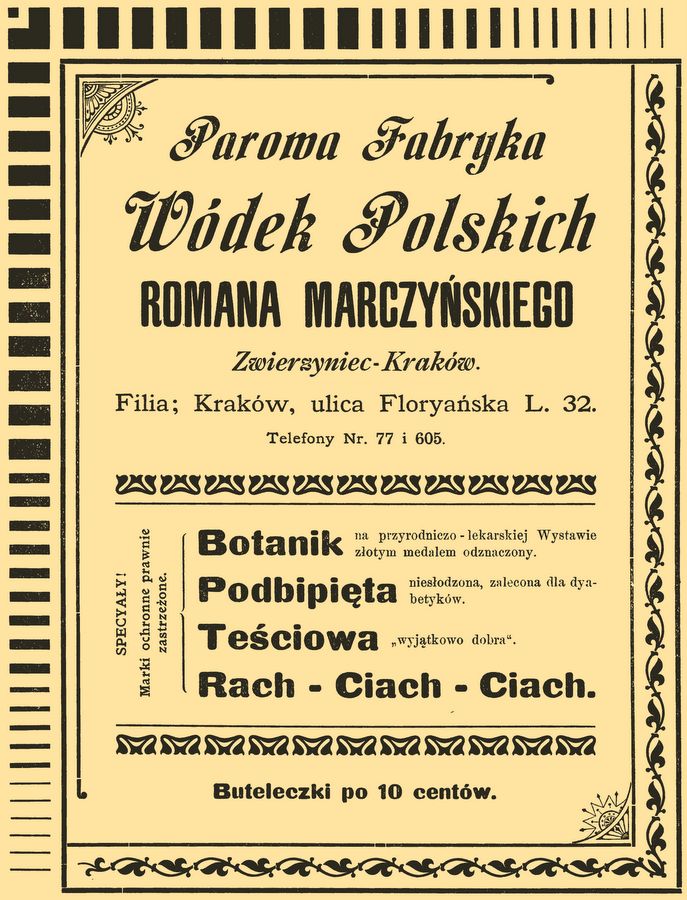 Parowa Fabryka
Wódek Polskich
ROMANA MARCZYŃSKIEGO
Zwierzyniec-Kraków.
Filia; Kraków, ulica Floryańska L. 32.
Telefony Nr. 77 i 605.
SPECYAŁY!
Marki ochronne prawnie
zastrzeżone.
Botanik na przyrodniczo-lekarskiej Wystawie
złotym medalem odznaczony.
Podbipięta niesłodzona, zalecona dla dya-
betyków.
Teściowa „wyjątkowo dobra“.
Rach - Ciach - Ciach.
Buteleczki po 10 centów.